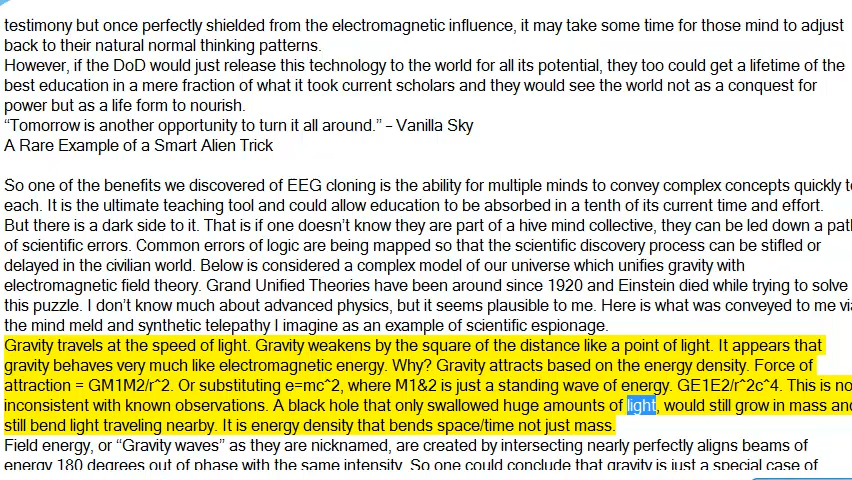 testimony but once perfectly shielded from the electromagnetic influence, it may take some time for those mind to adjust
back to their natural normal thinking patterns.
However, if the DoD would just release this technology to the world for all its potential, they too could get a lifetime of the
best education in a mere fraction of what it took current scholars and they would see the world not as a conquest for
power but as a life form to nourish.
“Tomorrow is another opportunity to turn it all around.” – Vanilla Sky
A Rare Example of a Smart Alien Trick
So one of the benefits we discovered of EEG cloning is the ability for multiple minds to convey complex concepts quickly t
each. It is the ultimate teaching tool and could allow education to be absorbed in a tenth of its current time and effort.
But there is a dark side to it. That is if one doesn’t know they are part of a hive mind collective, they can be led down a pat
of scientific errors. Common errors of logic are being mapped so that the scientific discovery process can be stifled or
delayed in the civilian world. Below is considered a complex model of our universe which unifies gravity with
electromagnetic field theory. Grand Unified Theories have been around since 1920 and Einstein died while trying to solve
this puzzle. I don’t know much about advanced physics, but it seems plausible to me. Here is what was conveyed to me vi
the mind meld and synthetic telepathy I imagine as an example of scientific espionage.
Gravity travels at the speed of light. Gravity weakens by the square of the distance like a point of light. It appears that
gravity behaves very much like electromagnetic energy. Why? Gravity attracts based on the energy density. Force of
attraction = GM1M2/r^2. Or substituting e=mc^2, where M1&2 is just a standing wave of energy. GE1E2/r^2c^4. This is no
inconsistent with known observations. A black hole that only swallowed huge amounts of light, would still grow in mass an
still bend light traveling nearby. It is energy density that bends space/time not just mass.
Field energy, or “Gravity waves” as they are nicknamed, are created by intersecting nearly perfectly aligns beams of
energy 180 degrees out of phase with the same intensity. So one could conclude that gravity is just a special case of